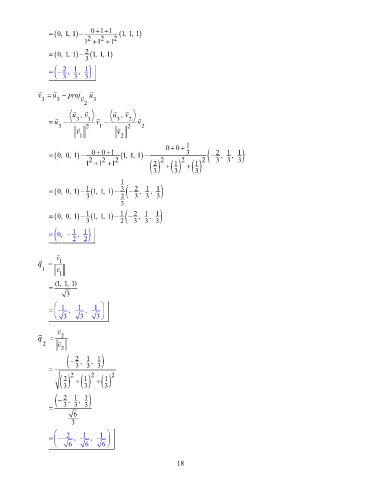 = (0, 1, 1) − (0+1+1)/(1² + 1² + 1²) (1, 1, 1)
= (0, 1, 1) − 2/3 (1, 1, 1)
= (−2/3, 1/3, 1/3)
v⃗₃ = u⃗₃ − proj_{v⃗₂} u⃗₃
= u⃗₃ − ⟨u⃗₃, v⃗₁⟩/‖v⃗₁‖² v⃗₁ − ⟨u⃗₃, v⃗₂⟩/‖v⃗₂‖² v⃗₂
= (0, 0, 1) − (0+0+1)/(1² + 1² + 1²) (1, 1, 1) − (0+0+1/3)/((2/3)² + (1/3)² + (1/3)²) (−2/3, 1/3, 1/3)
= (0, 0, 1) − 1/3 (1, 1, 1) − (1/3)/(2/3) (−2/3, 1/3, 1/3)
= (0, 0, 1) − 1/3 (1, 1, 1) − 1/2 (−2/3, 1/3, 1/3)
= (0, −1/2, 1/2)
q⃗₁ = v⃗₁/‖v⃗₁‖
= (1, 1, 1)/√3
= (1/√3, 1/√3, 1/√3)
q⃗₂ = v⃗₂/‖v⃗₂‖
= (−2/3, 1/3, 1/3)/√((2/3)² + (1/3)² + (1/3)²)
= (−2/3, 1/3, 1/3)/(√6/3)
= (−2/√6, 1/√6, 1/√6)
18